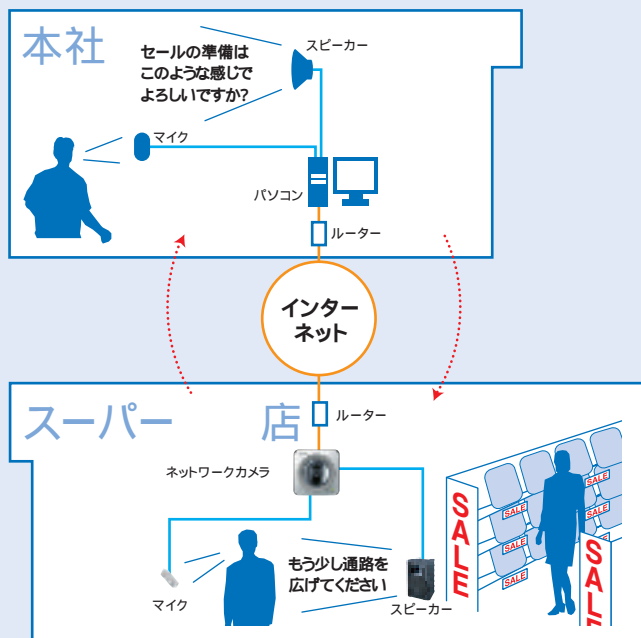 本社
セールの準備は
このような感じで
よろしいですか?
スピーカー
マイク
パソコン
ルーター
インター
ネット
スーパー 店
ルーター
ネットワークカメラ
マイク
もう少し通路を
広げてください
スピーカー
SALE
SALE
SALE
SALE
SALE